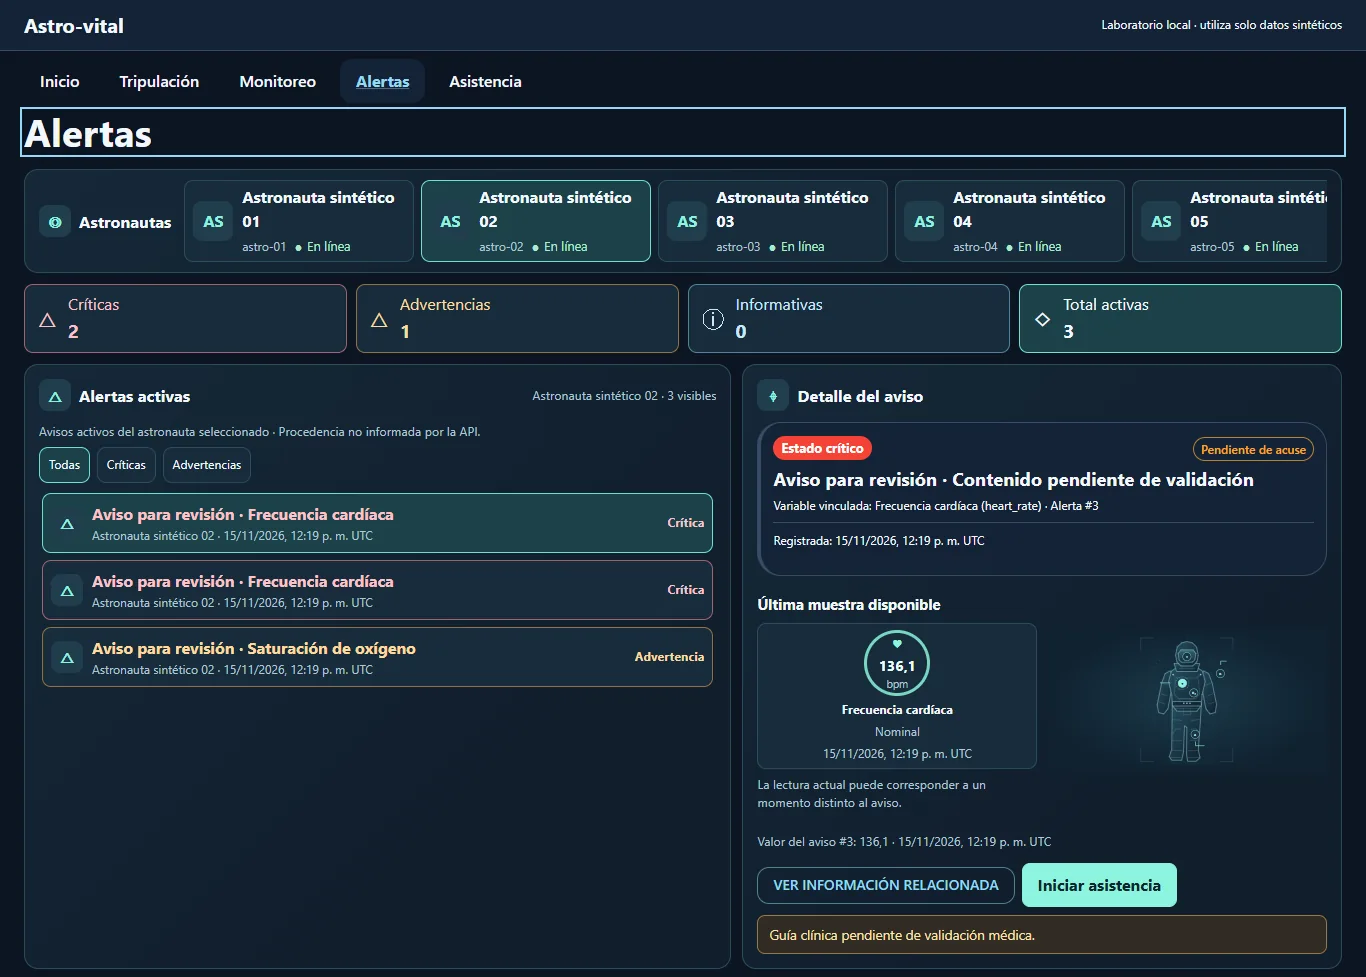 Astro-vital
Laboratorio local · utiliza solo datos sintéticos
Inicio
Tripulación
Monitoreo
Alertas
Asistencia
Alertas
Astronautas
AS
Astronauta sintético
01
astro-01 ● En línea
AS
Astronauta sintético
02
astro-02 ● En línea
AS
Astronauta sintético
03
astro-03 ● En línea
AS
Astronauta sintético
04
astro-04 ● En línea
AS
Astronauta
05
astro-05 ● En línea
Críticas
2
Advertencias
1
Informativas
0
Total activas
3
Alertas activas
Astronauta sintético 02 · 3 visibles
Avisos activos del astronauta seleccionado · Procedencia no informada por la API.
Todas
Críticas
Advertencias
Aviso para revisión · Frecuencia cardíaca
Astronauta sintético 02 · 15/11/2026, 12:19 p. m. UTC
Crítica
Aviso para revisión · Frecuencia cardíaca
Astronauta sintético 02 · 15/11/2026, 12:19 p. m. UTC
Crítica
Aviso para revisión · Saturación de oxígeno
Astronauta sintético 02 · 15/11/2026, 12:19 p. m. UTC
Advertencia
Detalle del aviso
Estado crítico
Pendiente de acuse
Aviso para revisión · Contenido pendiente de validación
Variable vinculada: Frecuencia cardíaca (heart_rate) · Alerta #3
Registrada: 15/11/2026, 12:19 p. m. UTC
Última muestra disponible
136,1
bpm
Frecuencia cardíaca
Nominal
15/11/2026, 12:19 p. m. UTC
La lectura actual puede corresponder a un
momento distinto al aviso.
Valor del aviso #3: 136,1 · 15/11/2026, 12:19 p. m. UTC
VER INFORMACIÓN RELACIONADA
Iniciar asistencia
Guía clínica pendiente de validación médica.